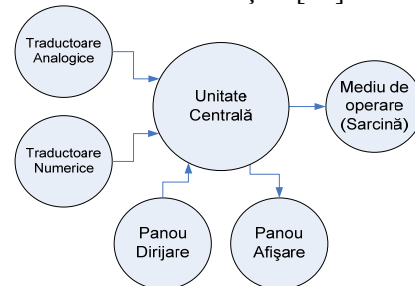 Traductoare
Analogice
Unitate
Centrală
Mediu de
operare
(Sarcină)
Traductoare
Numerice
Panou
Dirijare
Panou
Afişare